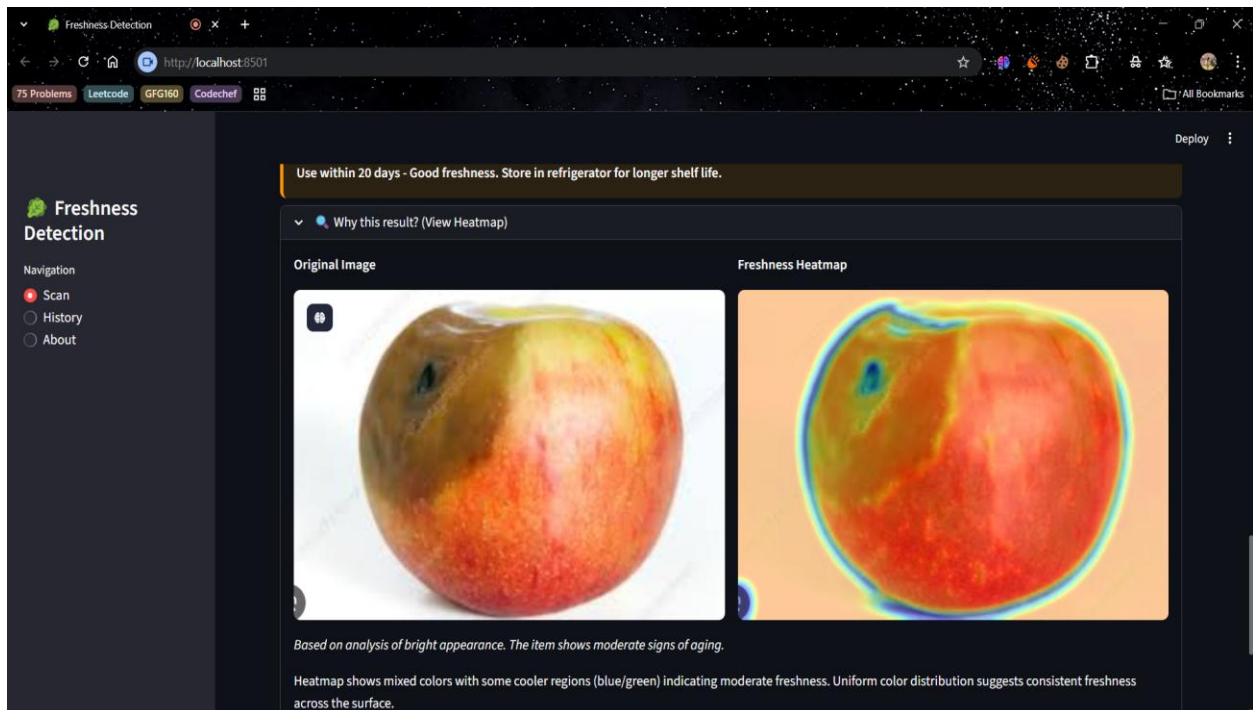 Freshness Detection
http://localhost:8501
75 Problems Leetcode GFG160 Codechef All Bookmarks
Deploy
Freshness
Detection
Navigation
Scan
History
About
Use within 20 days - Good freshness. Store in refrigerator for longer shelf life.
Why this result? (View Heatmap)
Original Image Freshness Heatmap
Based on analysis of bright appearance. The item shows moderate signs of aging.
Heatmap shows mixed colors with some cooler regions (blue/green) indicating moderate freshness. Uniform color distribution suggests consistent freshness
across the surface.